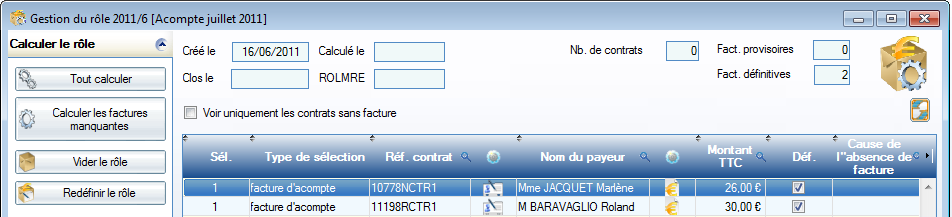 Gestion du rôle 2011/6 [Acompte juillet 2011]
Calculer le rôle
Tout calculer
Calculer les factures
manquantes
Vider le rôle
Redéfinir le rôle
Créé le 16/06/2011 Calculé le
Clos le ROLMRE
Nb. de contrats 0
Fact. provisoires 0
Fact. définitives 2
Voir uniquement les contrats sans facture
Sél. Type de sélection Réf. contrat Nom du payeur Montant TTC Déf. Cause de l''absence de facture
1 facture d'acompte 10778NCTR1 Mme JACQUET Marlène 26,00 €
1 facture d'acompte 11198RCTR1 M BARAVAGLIO Roland 30,00 €